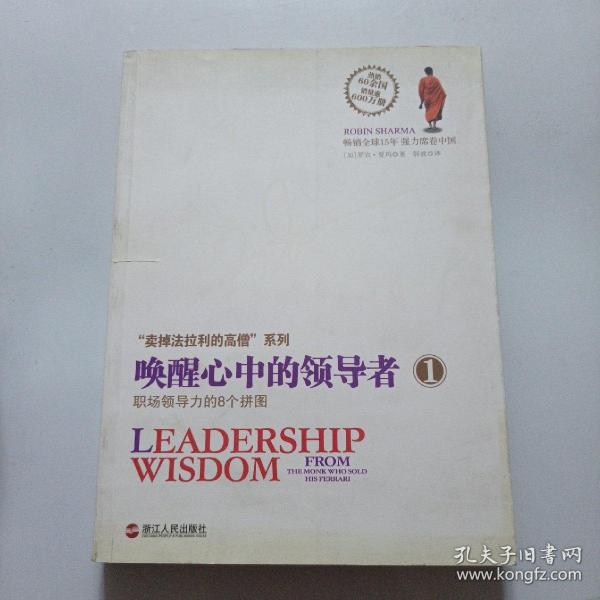 热销
60余国
销量逾
600万册
ROBIN SHARMA
畅销全球15年 强力席卷中国
[加]罗宾·夏玛 著
“卖掉法拉利的高僧”系列
唤醒心中的领导者 1
职场领导力的8个拼图
LEADERSHIP
WISDOM FROM
THE MONK WHO SOLD
HIS FERRARI
浙江人民出版社
孔夫子旧书网
www.kongfz.com